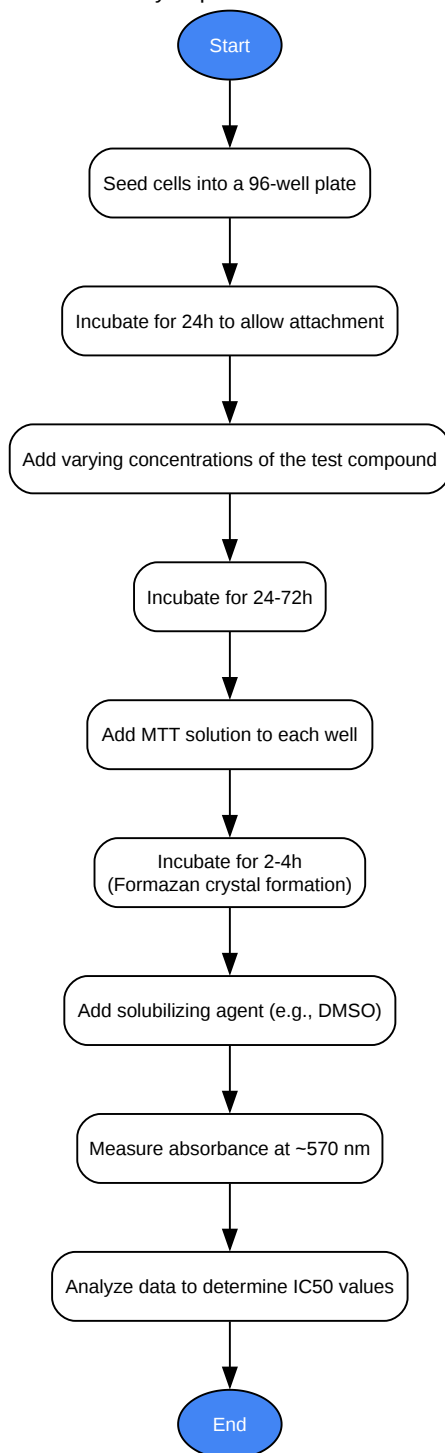 Start
Seed cells into a 96-well plate
Incubate for 24h to allow attachment
Add varying concentrations of the test compound
Incubate for 24-72h
Add MTT solution to each well
Incubate for 2-4h
(Formazan crystal formation)
Add solubilizing agent (e.g., DMSO)
Measure absorbance at ~570 nm
Analyze data to determine IC50 values
End